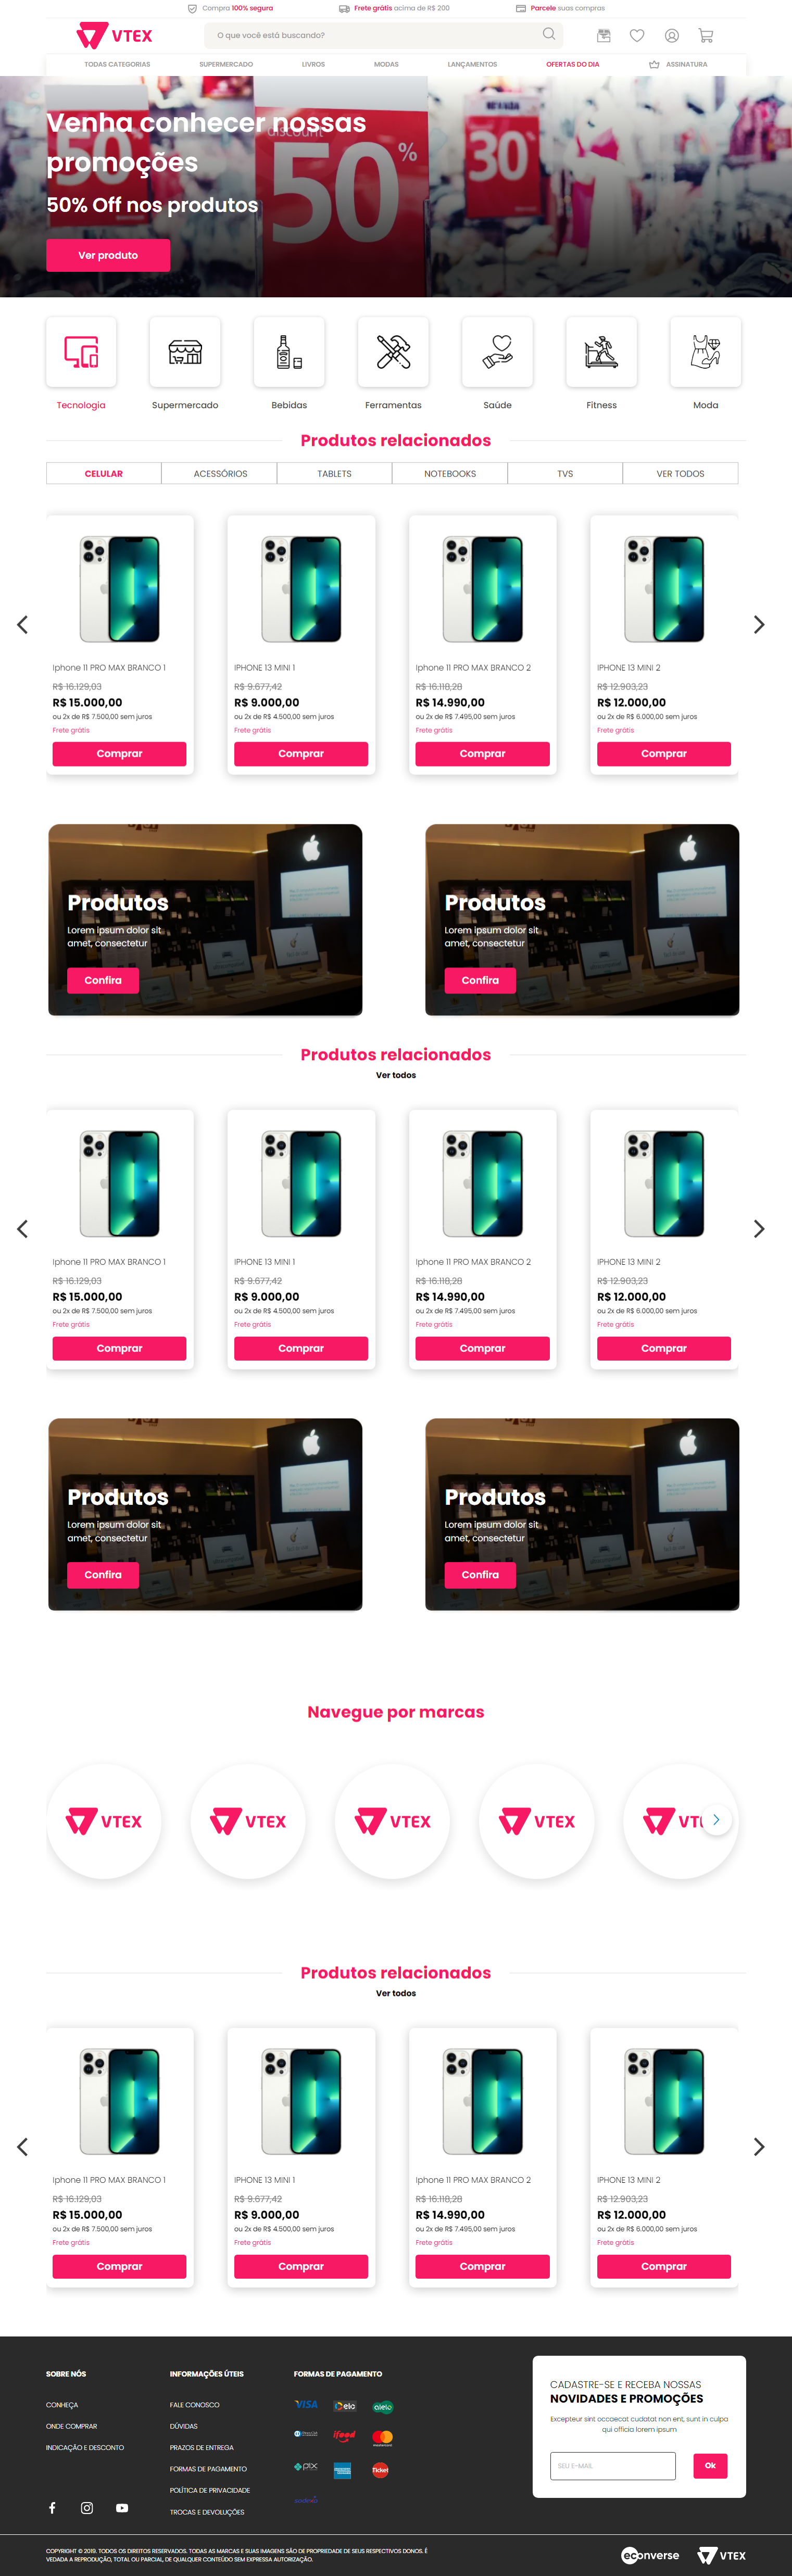 Compra 100% segura
Frete grátis acima de R$ 200
Parcele suas compras
VTEX
O que você está buscando?
TODAS CATEGORIAS
SUPERMERCADO
LIVROS
MODAS
LANÇAMENTOS
OFERTAS DO DIA
ASSINATURA
Venha conhecer nossas
promoções
50% Off nos produtos
Ver produto
50
discount
50%
30
Tecnologia
Supermercado
Bebidas
Ferramentas
Saúde
Fitness
Moda
Produtos relacionados
CELULAR
ACESSÓRIOS
TABLETS
NOTEBOOKS
TVS
VER TODOS
Iphone 11 PRO MAX BRANCO 1
R$ 16.129,03
R$ 15.000,00
ou 2x de R$ 7.500,00 sem juros
Frete grátis
Comprar
IPHONE 13 MINI 1
R$ 9.677,42
R$ 9.000,00
ou 2x de R$ 4.500,00 sem juros
Frete grátis
Comprar
Iphone 11 PRO MAX BRANCO 2
R$ 16.118,28
R$ 14.990,00
ou 2x de R$ 7.495,00 sem juros
Frete grátis
Comprar
IPHONE 13 MINI 2
R$ 12.903,23
R$ 12.000,00
ou 2x de R$ 6.000,00 sem juros
Frete grátis
Comprar
Produtos
Lorem ipsum dolor sit
amet, consectetur
Confira
Produtos
Lorem ipsum dolor sit
amet, consectetur
Confira
Produtos relacionados
Ver todos
Iphone 11 PRO MAX BRANCO 1
R$ 16.129,03
R$ 15.000,00
ou 2x de R$ 7.500,00 sem juros
Frete grátis
Comprar
IPHONE 13 MINI 1
R$ 9.677,42
R$ 9.000,00
ou 2x de R$ 4.500,00 sem juros
Frete grátis
Comprar
Iphone 11 PRO MAX BRANCO 2
R$ 16.118,28
R$ 14.990,00
ou 2x de R$ 7.495,00 sem juros
Frete grátis
Comprar
IPHONE 13 MINI 2
R$ 12.903,23
R$ 12.000,00
ou 2x de R$ 6.000,00 sem juros
Frete grátis
Comprar
Produtos
Lorem ipsum dolor sit
amet, consectetur
Confira
Produtos
Lorem ipsum dolor sit
amet, consectetur
Confira
Navegue por marcas
VTEX
VTEX
VTEX
VTEX
VT
Produtos relacionados
Ver todos
Iphone 11 PRO MAX BRANCO 1
R$ 16.129,03
R$ 15.000,00
ou 2x de R$ 7.500,00 sem juros
Frete grátis
Comprar
IPHONE 13 MINI 1
R$ 9.677,42
R$ 9.000,00
ou 2x de R$ 4.500,00 sem juros
Frete grátis
Comprar
Iphone 11 PRO MAX BRANCO 2
R$ 16.118,28
R$ 14.990,00
ou 2x de R$ 7.495,00 sem juros
Frete grátis
Comprar
IPHONE 13 MINI 2
R$ 12.903,23
R$ 12.000,00
ou 2x de R$ 6.000,00 sem juros
Frete grátis
Comprar
SOBRE NÓS
CONHEÇA
ONDE COMPRAR
INDICAÇÃO E DESCONTO
INFORMAÇÕES ÚTEIS
FALE CONOSCO
DÚVIDAS
PRAZOS DE ENTREGA
FORMAS DE PAGAMENTO
POLÍTICA DE PRIVACIDADE
TROCAS E DEVOLUÇÕES
FORMAS DE PAGAMENTO
VISA
elo
alelo
ifood
mastercard
pix
Ticket
CADASTRE-SE E RECEBA NOSSAS
NOVIDADES E PROMOÇÕES
Excepteur sint occaecat cudatat non ent, sunt in culpa
qui officia lorem ipsum
SEU E-MAIL
Ok
COPYRIGHT © 2019. TODOS OS DIREITOS RESERVADOS. TODAS AS MARCAS E SUAS IMAGENS SÃO DE PROPRIEDADE DE SEUS RESPECTIVOS DONOS. É
VEDADA A REPRODUÇÃO, TOTAL OU PARCIAL, DE QUALQUER CONTEÚDO SEM EXPRESSA AUTORIZAÇÃO.
econverse
VTEX